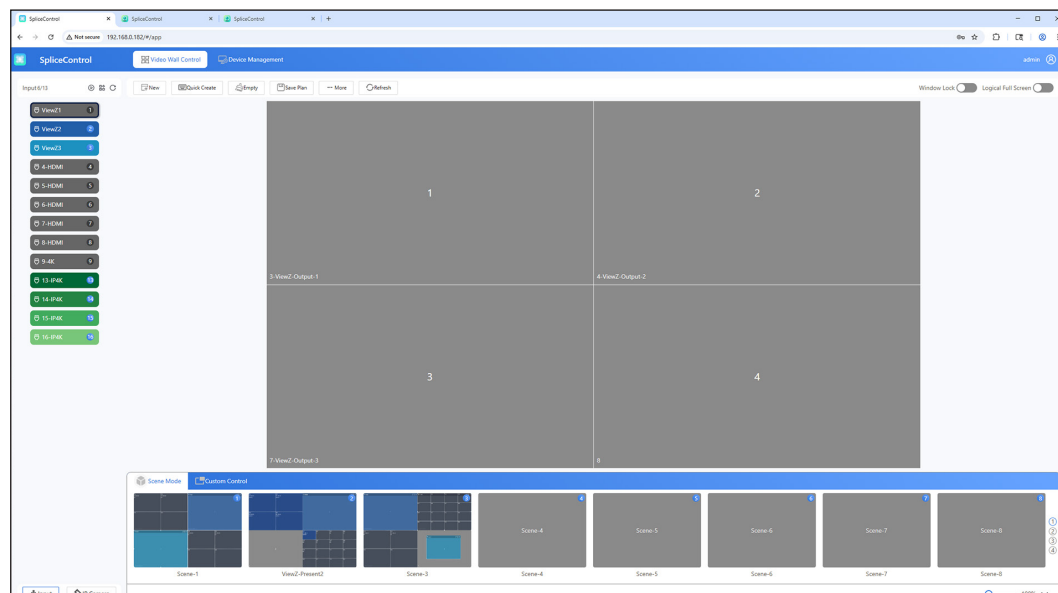 SpliceControl SpliceControl SpliceControl
Not secure 192.168.0.182/#/app
SpliceControl Video Wall Control Device Management admin
Input:8/13 New Quick Create Empty Save Plan More Refresh Window Lock Logical Full Screen
ViewZ1 1
ViewZ2 2
ViewZ3 3
4-HDMI 4
5-HDMI 5
6-HDMI 6
7-HDMI 7
8-HDMI 8
9-4K 9
13-IP4K 13
14-IP4K 14
15-IP4K 15
16-IP4K 16
1 2
3-ViewZ-Output-1 4-ViewZ-Output-2
3 4
7-ViewZ-Output-3 8
Scene Mode Custom Control
1 2 3 4 5 6 7 8
Scene-4 Scene-5 Scene-6 Scene-7 Scene-8
1
2
3
4
Scene-1 ViewZ-Present2 Scene-3 Scene-4 Scene-5 Scene-6 Scene-7 Scene-8